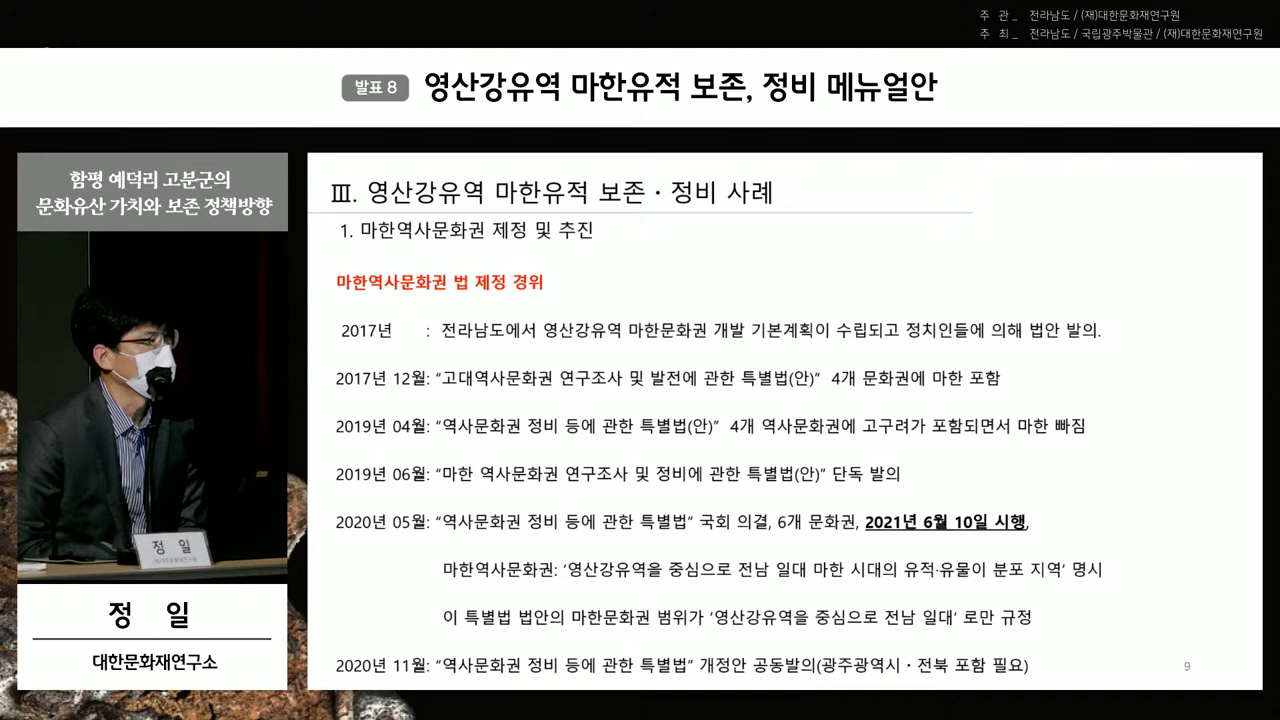 주 관 _ 전라남도 / (재)대한문화재연구원
주 최 _ 전라남도 / 국립광주박물관 / (재)대한문화재연구원
발표 8 영산강유역 마한유적 보존, 정비 메뉴얼안
함평 예덕리 고분군의
문화유산 가치와 보존 정책방향
정 일
정 일
대한문화재연구소
Ⅲ. 영산강유역 마한유적 보존・정비 사례
1. 마한역사문화권 제정 및 추진
마한역사문화권 법 제정 경위
2017년 : 전라남도에서 영산강유역 마한문화권 개발 기본계획이 수립되고 정치인들에 의해 법안 발의.
2017년 12월: “고대역사문화권 연구조사 및 발전에 관한 특별법(안)” 4개 문화권에 마한 포함
2019년 04월: “역사문화권 정비 등에 관한 특별법(안)” 4개 역사문화권에 고구려가 포함되면서 마한 빠짐
2019년 06월: “마한 역사문화권 연구조사 및 정비에 관한 특별법(안)” 단독 발의
2020년 05월: “역사문화권 정비 등에 관한 특별법” 국회 의결, 6개 문화권, 2021년 6월 10일 시행,
마한역사문화권: ‘영산강유역을 중심으로 전남 일대 마한 시대의 유적·유물이 분포 지역’ 명시
이 특별법 법안의 마한문화권 범위가 ‘영산강유역을 중심으로 전남 일대’ 로만 규정
2020년 11월: “역사문화권 정비 등에 관한 특별법” 개정안 공동발의(광주광역시・전북 포함 필요)
9